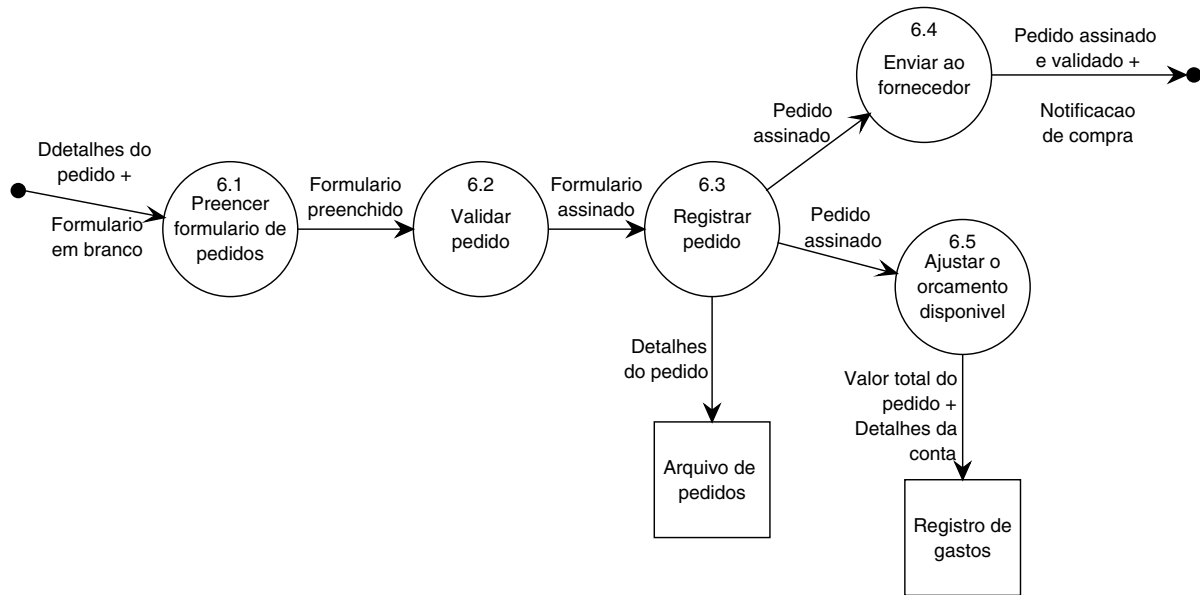 Ddetalhes do
pedido +
Formulario
em branco
6.1
Preencer
formulario de
pedidos
Formulario
preenchido
6.2
Validar
pedido
Formulario
assinado
6.3
Registrar
pedido
Pedido
assinado
6.4
Enviar ao
fornecedor
Pedido assinado
e validado +
Notificacao
de compra
Pedido
assinado
6.5
Ajustar o
orcamento
disponivel
Detalhes
do pedido
Arquivo de
pedidos
Valor total do
pedido +
Detalhes da
conta
Registro de
gastos